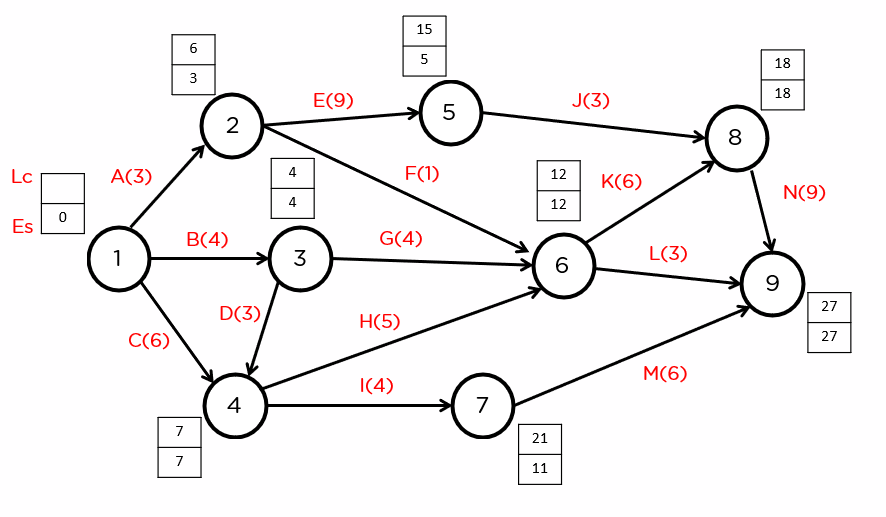 15
5
6
3
18
18
E(9)
J(3)
2
5
8
Lc
A(3)
4
4
F(1)
12
12
K(6)
N(9)
0
Es
B(4)
G(4)
L(3)
1
3
6
9
C(6)
D(3)
H(5)
27
27
I(4)
M(6)
4
7
7
7
21
11